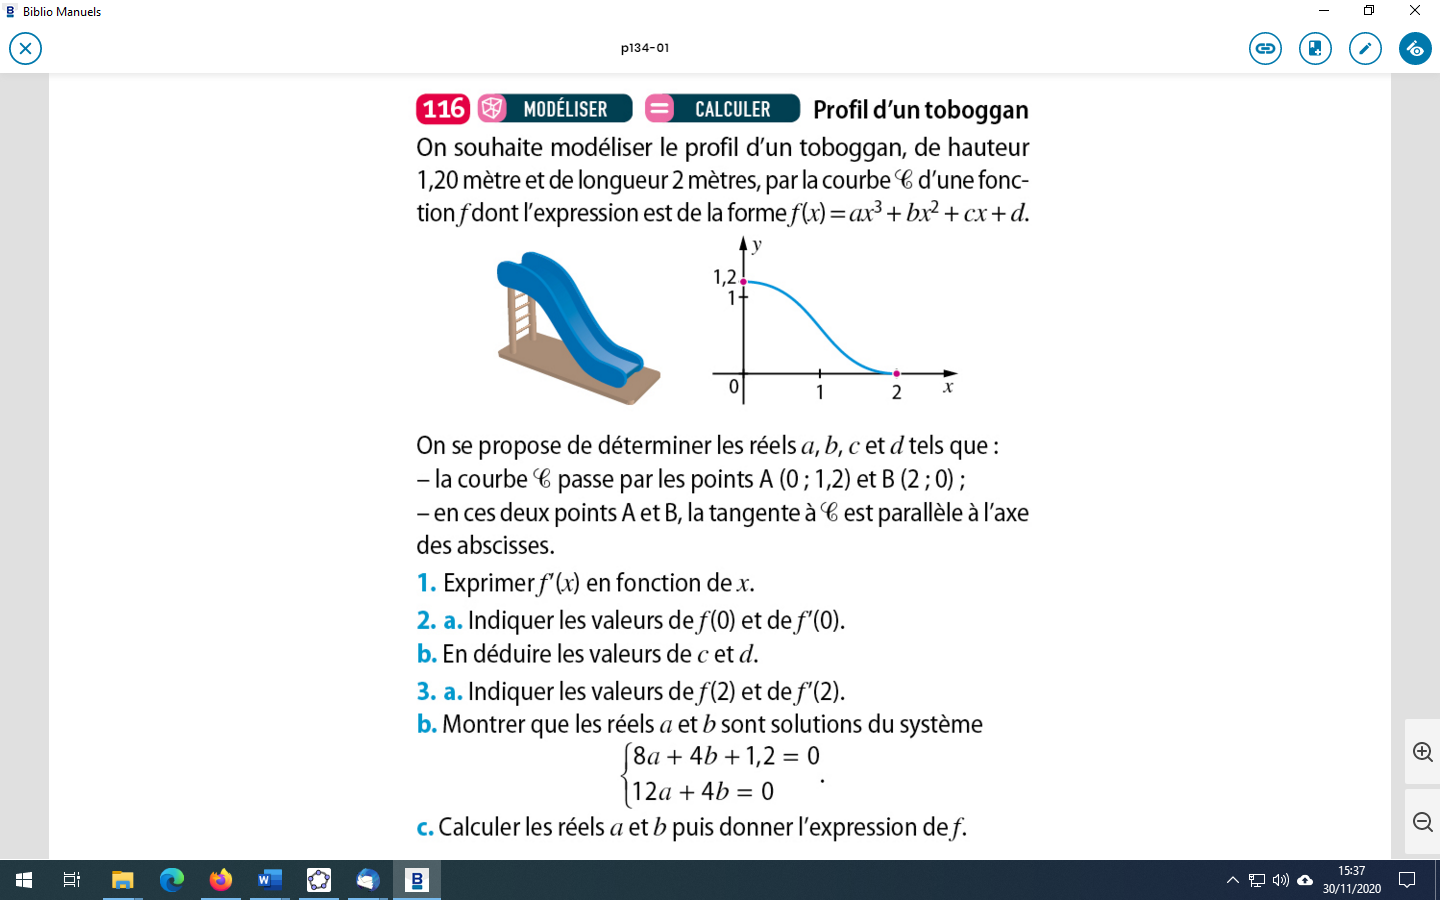 Biblio Manuels
p134-01
116 MODÉLISER = CALCULER Profil d’un toboggan
On souhaite modéliser le profil d’un toboggan, de hauteur
1,20 mètre et de longueur 2 mètres, par la courbe 𝒞 d’une fonc-
tion f dont l’expression est de la forme f(x) = ax³ + bx² + cx + d.
y
1,2
1
0
1
2
x
On se propose de déterminer les réels a, b, c et d tels que :
– la courbe 𝒞 passe par les points A (0 ; 1,2) et B (2 ; 0) ;
– en ces deux points A et B, la tangente à 𝒞 est parallèle à l’axe
des abscisses.
1. Exprimer f′(x) en fonction de x.
2. a. Indiquer les valeurs de f(0) et de f′(0).
b. En déduire les valeurs de c et d.
3. a. Indiquer les valeurs de f(2) et de f′(2).
b. Montrer que les réels a et b sont solutions du système
8a + 4b + 1,2 = 0
12a + 4b = 0 .
c. Calculer les réels a et b puis donner l’expression de f.
15:37
30/11/2020